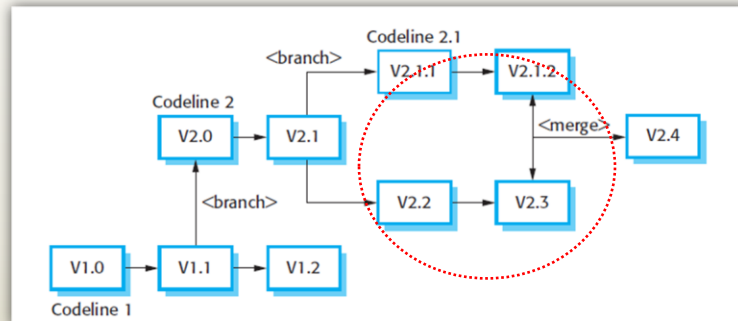 Codeline 2.1
<branch>
V2.1.1
V2.1.2
Codeline 2
V2.0
V2.1
<merge>
V2.4
<branch>
V2.2
V2.3
V1.0
V1.1
V1.2
Codeline 1